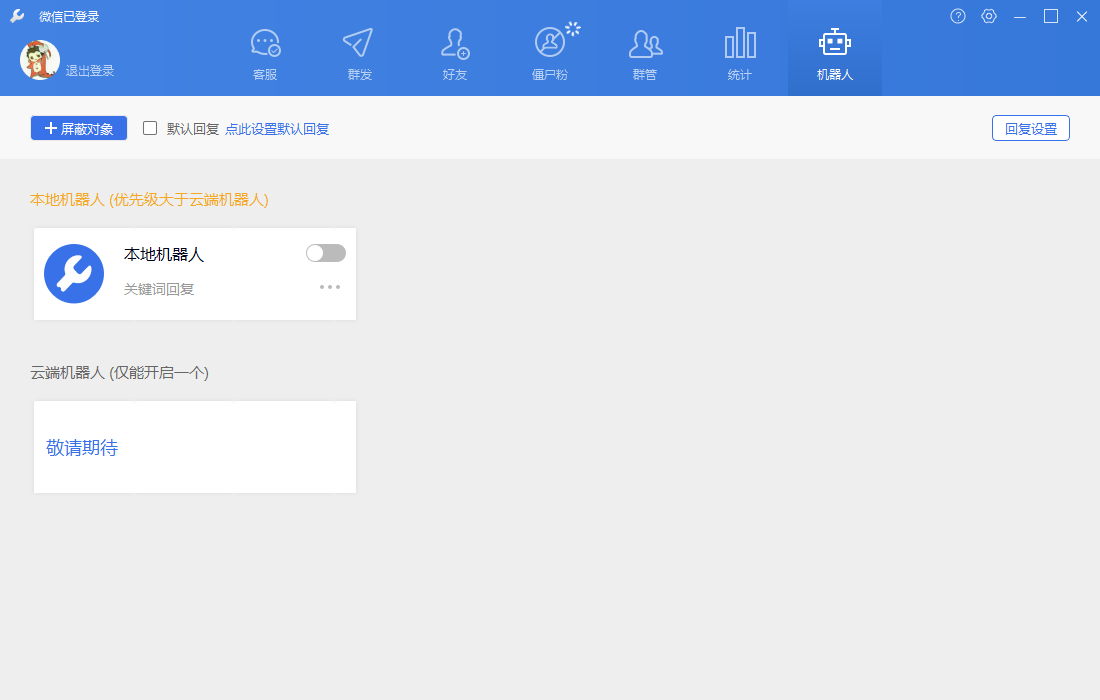 微信已登录
退出登录
客服
群发
好友
僵尸粉
群管
统计
机器人
屏蔽对象
默认回复 点此设置默认回复
回复设置
本地机器人 (优先级大于云端机器人)
本地机器人
关键词回复
云端机器人 (仅能开启一个)
敬请期待